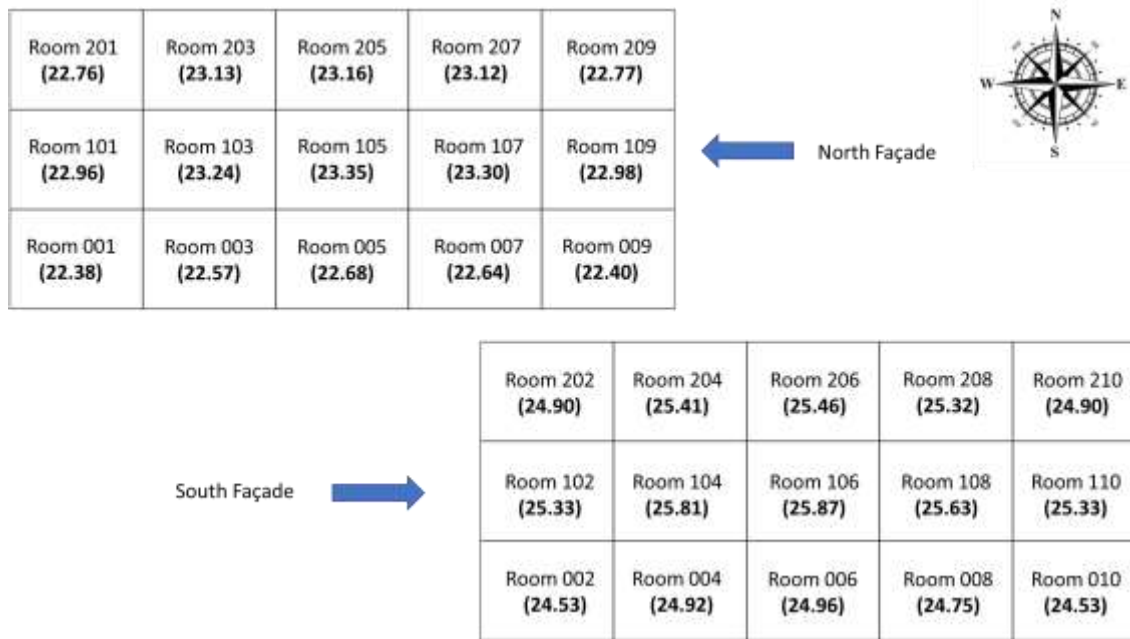 Room 201 Room 203 Room 205 Room 207 Room 209
(22.76) (23.13) (23.16) (23.12) (22.77)
Room 101 Room 103 Room 105 Room 107 Room 109
(22.96) (23.24) (23.35) (23.30) (22.98)
Room 001 Room 003 Room 005 Room 007 Room 009
(22.38) (22.57) (22.68) (22.64) (22.40)
North Façade
N
W E
S
Room 202 Room 204 Room 206 Room 208 Room 210
(24.90) (25.41) (25.46) (25.32) (24.90)
Room 102 Room 104 Room 106 Room 108 Room 110
(25.33) (25.81) (25.87) (25.63) (25.33)
Room 002 Room 004 Room 006 Room 008 Room 010
(24.53) (24.92) (24.96) (24.75) (24.53)
South Façade